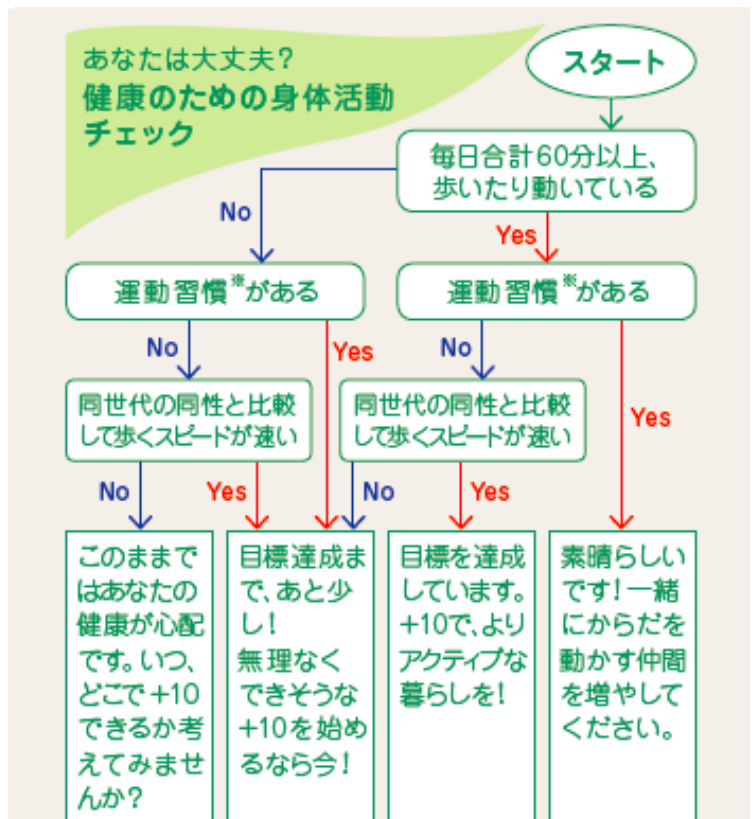 あなたは大丈夫?
健康のための身体活動
チェック
スタート
毎日合計60分以上、
歩いたり動いている
No
Yes
運動習慣※がある
運動習慣※がある
No
Yes
No
Yes
同世代の同性と比較
して歩くスピードが速い
同世代の同性と比較
して歩くスピードが速い
No
Yes
No
Yes
このままで
はあなたの
健康が心配
です。いつ、
どこで+10
できるか考
えてみませ
んか?
目標達成ま
で、あと少
し!
無理なく
できそうな
+10を始め
るなら今!
目標を達成
しています。
+10で、より
アクティブな
暮らしを!
素晴らしい
です!一緒
にからだを
動かす仲間
を増やして
ください。